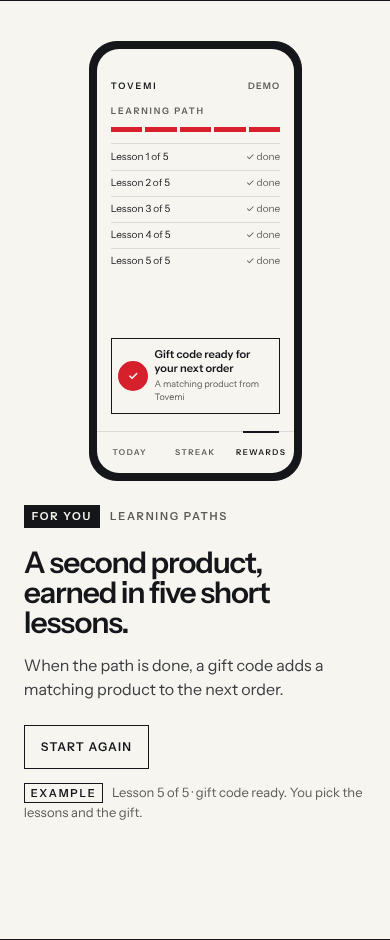 TOVEMI DEMO
LEARNING PATH
Lesson 1 of 5 ✓ done
Lesson 2 of 5 ✓ done
Lesson 3 of 5 ✓ done
Lesson 4 of 5 ✓ done
Lesson 5 of 5 ✓ done
Gift code ready for
your next order
A matching product from
Tovemi
TODAY STREAK REWARDS
FOR YOU LEARNING PATHS
A second product,
earned in five short
lessons.
When the path is done, a gift code adds a
matching product to the next order.
START AGAIN
EXAMPLE Lesson 5 of 5 · gift code ready. You pick the
lessons and the gift.